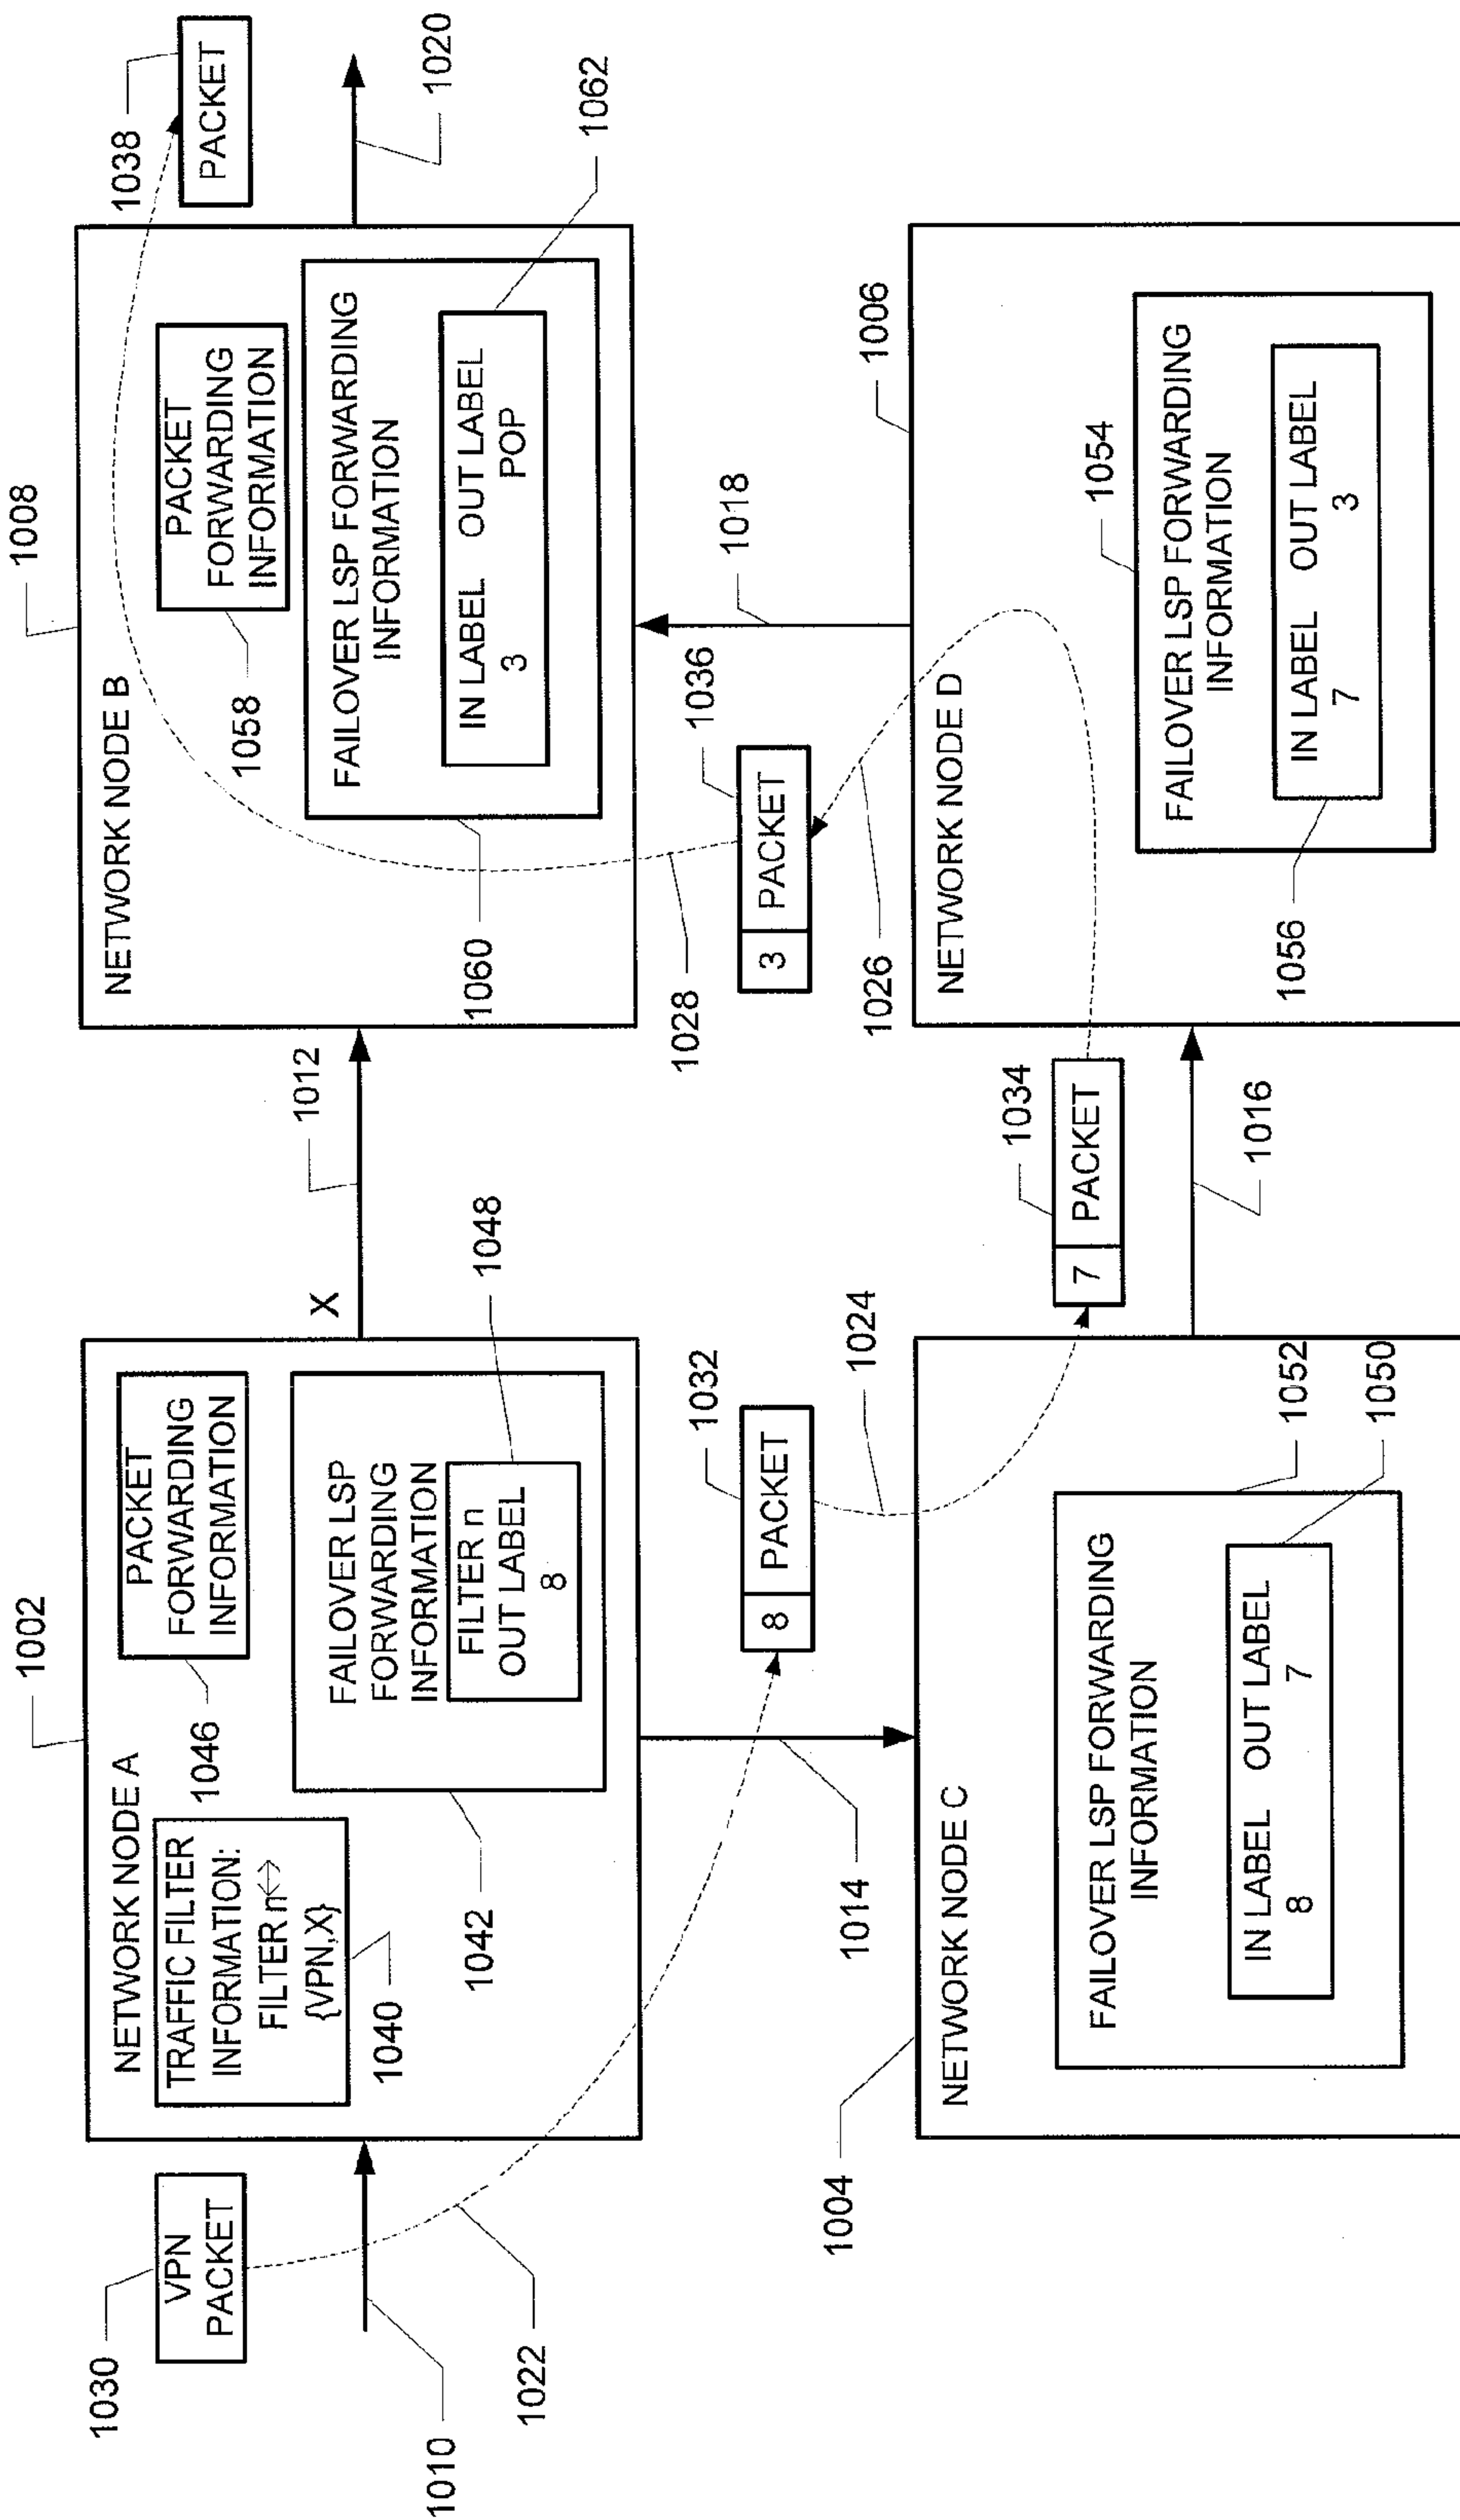 1030
VPN
PACKET
1010
1022
1002
NETWORK NODE A
TRAFFIC FILTER
INFORMATION:
FILTER n↔
{VPN,X}
1040
1046
PACKET
FORWARDING
INFORMATION
1042
FAILOVER LSP
FORWARDING
INFORMATION
FILTER n
OUT LABEL
8
1048
X
1012
1008
NETWORK NODE B
1058
PACKET
FORWARDING
INFORMATION
1060
FAILOVER LSP FORWARDING
INFORMATION
IN LABEL OUT LABEL
3 POP
1062
1038
PACKET
1020
1014
8 PACKET
1032
1024
1028
3 PACKET
1036
1026
1018
1004
NETWORK NODE C
FAILOVER LSP FORWARDING
INFORMATION
IN LABEL OUT LABEL
8 7
1052
1050
1034
7 PACKET
1016
1006
NETWORK NODE D
1054
FAILOVER LSP FORWARDING
INFORMATION
IN LABEL OUT LABEL
7 3
1056